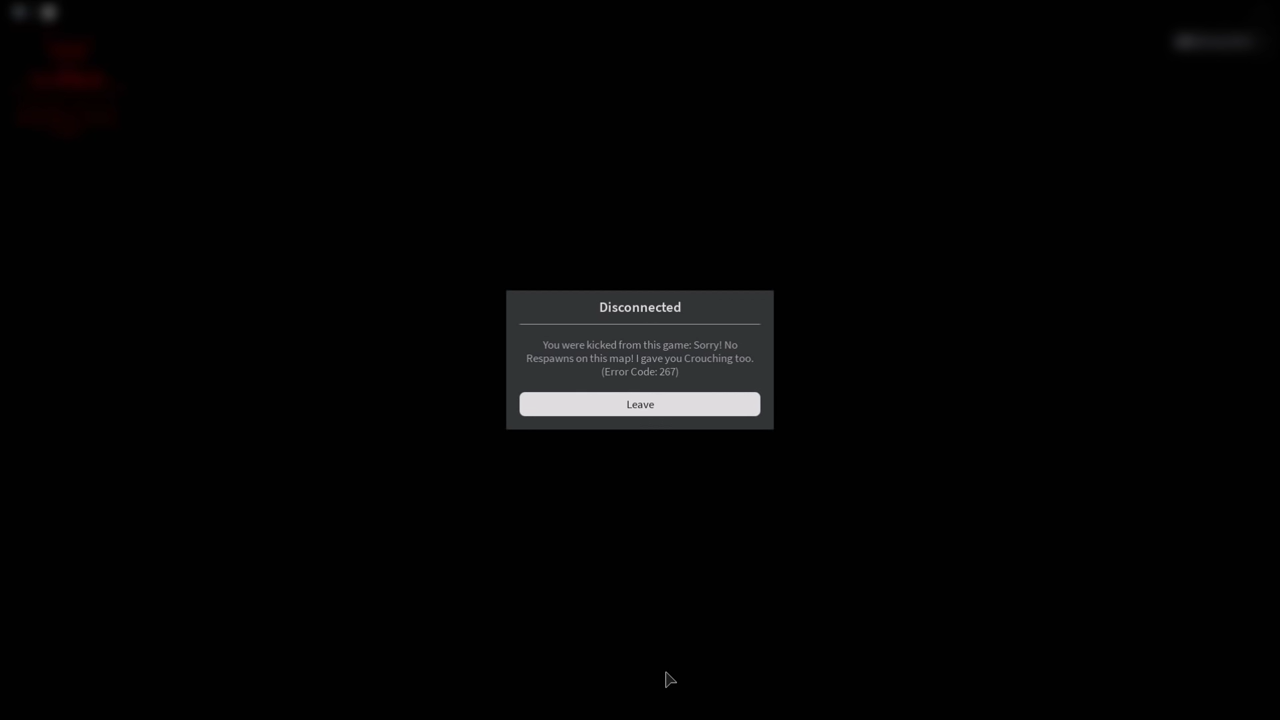 Disconnected
You were kicked from this game: Sorry! No
Respawns on this map! I gave you Crouching too.
(Error Code: 267)
Leave